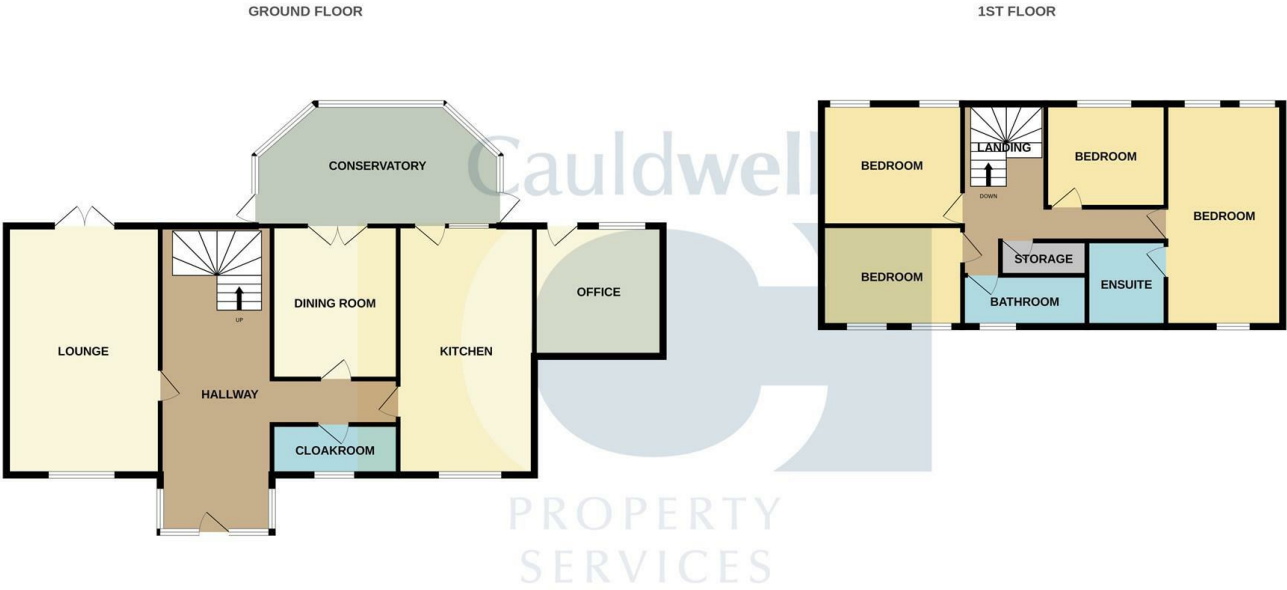 GROUND FLOOR
1ST FLOOR
CONSERVATORY
LOUNGE
UP
HALLWAY
DINING ROOM
CLOAKROOM
KITCHEN
OFFICE
BEDROOM
LANDING
DOWN
BEDROOM
BEDROOM
BEDROOM
STORAGE
BATHROOM
ENSUITE
Cauldwell
PROPERTY
SERVICES